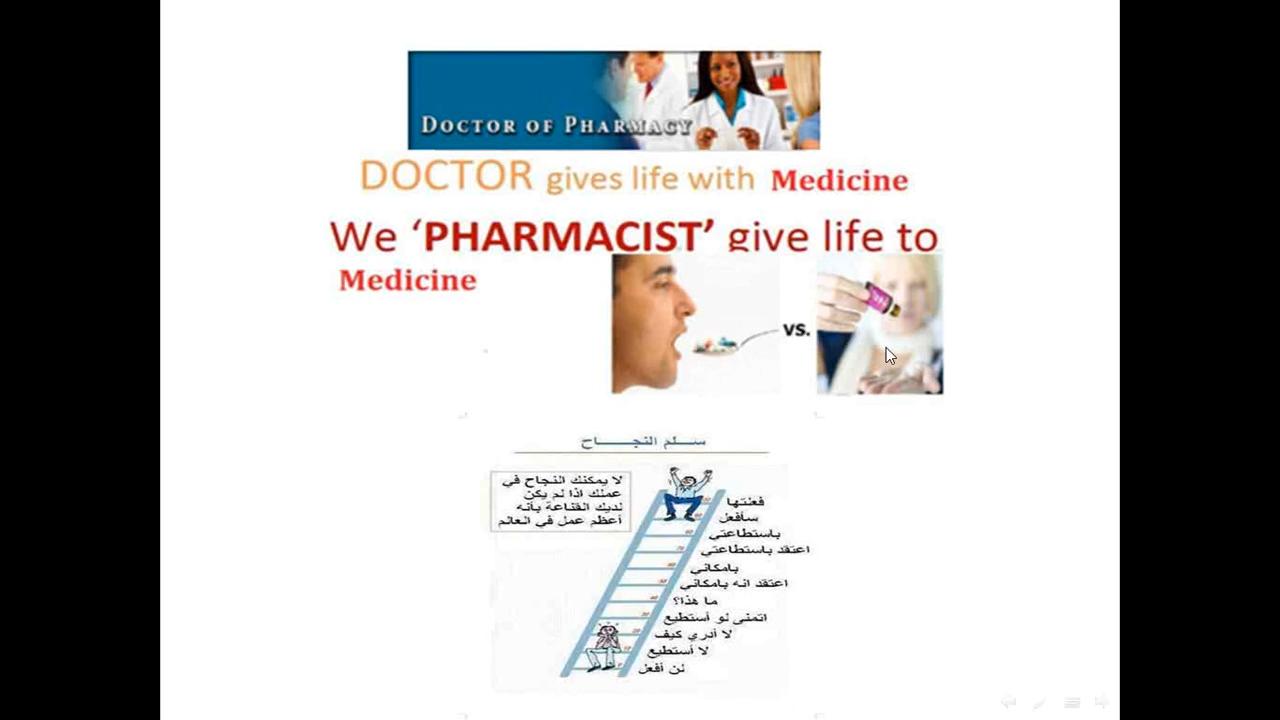 DOCTOR OF PHARMACY
DOCTOR gives life with Medicine
We ‘PHARMACIST’ give life to
Medicine
vs.
سلم النجاح
لا يمكنك النجاح في
عملك اذا لم يكن
لديك القناعة بأنه
أعظم عمل في العالم
فعلتها
سأفعل
باستطاعتي
اعتقد باستطاعتي
بامكاني
اعتقد انه بامكاني
ما هذا؟
اتمنى لو أستطيع
لا أدري كيف
لا أستطيع
لن أفعل